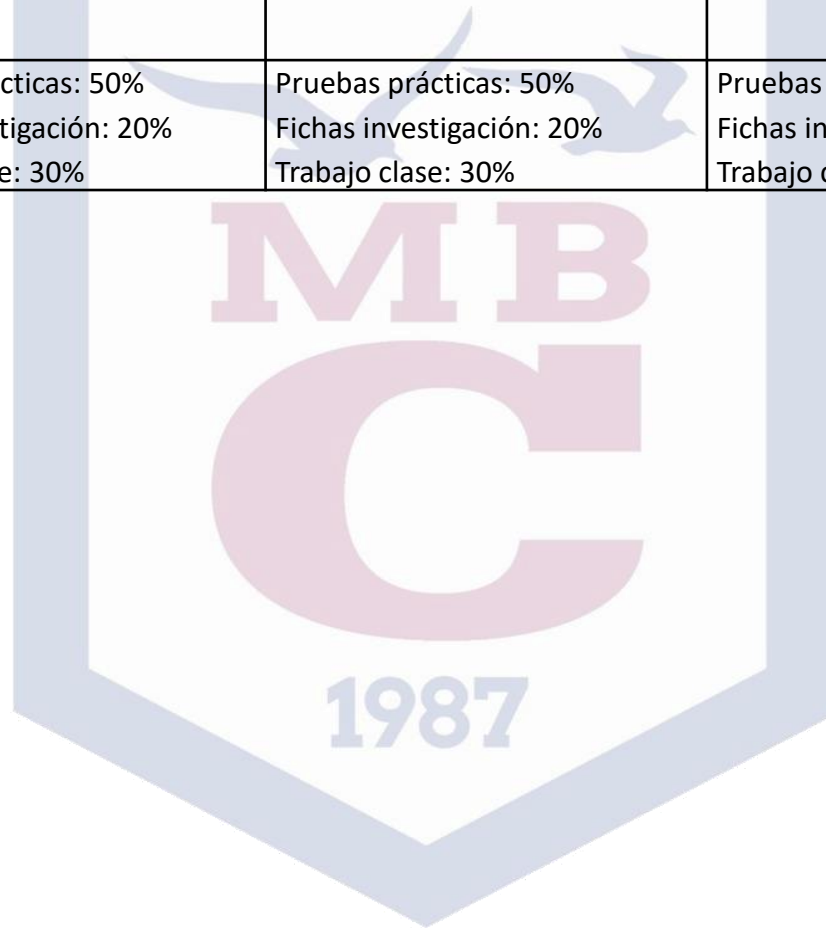 cticas: 50%
Pruebas prácticas: 50%
Pruebas
tigación: 20%
Fichas investigación: 20%
Fichas in
e: 30%
Trabajo clase: 30%
Trabajo
M B
C
1987